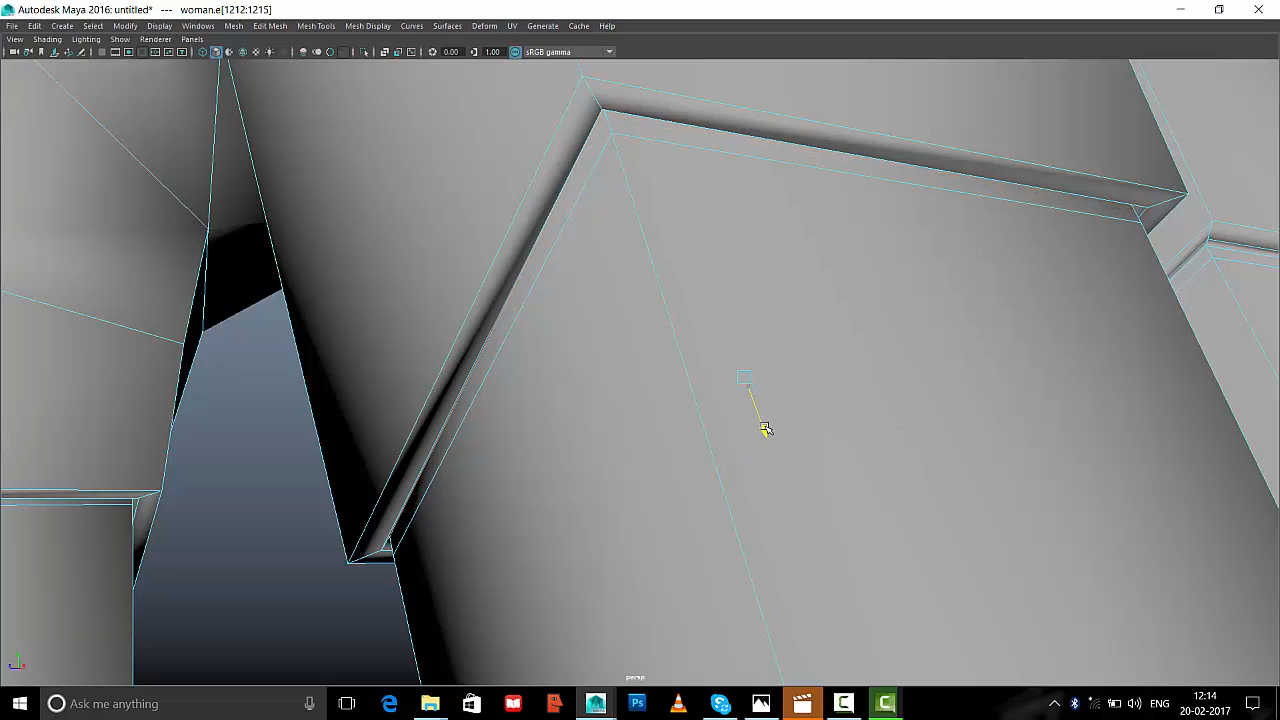 Autodesk Maya 2016: untitled* --- woman.e[1212:1215]
File Edit Create Select Modify Display Windows Mesh Edit Mesh Mesh Tools Mesh Display Curves Surfaces Deform UV Generate Cache Help
View Shading Lighting Show Renderer Panels
0.00 1.00 sRGB gamma
persp
Ask me anything
ENG
12:14
20-02-2017